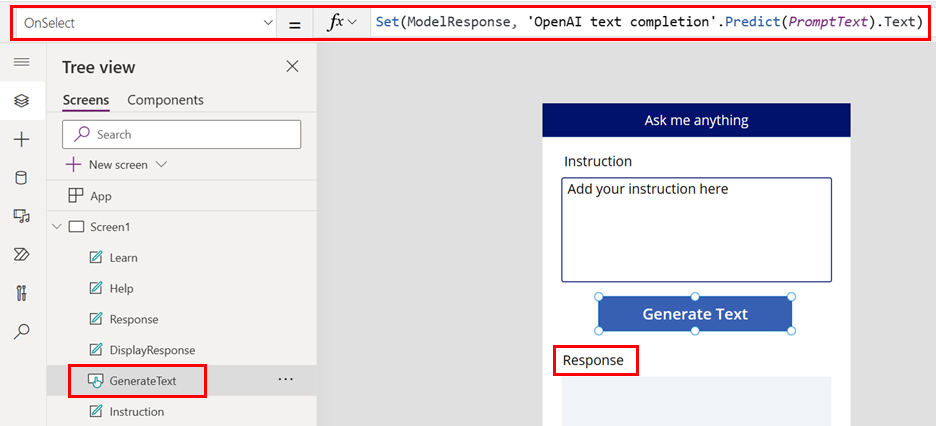 OnSelect = fx Set(ModelResponse, 'OpenAI text completion'.Predict(PromptText).Text)
Tree view
Screens Components
Search
New screen
App
Screen1
Learn
Help
Response
DisplayResponse
GenerateText ...
Instruction
Ask me anything
Instruction
Add your instruction here
Generate Text
Response